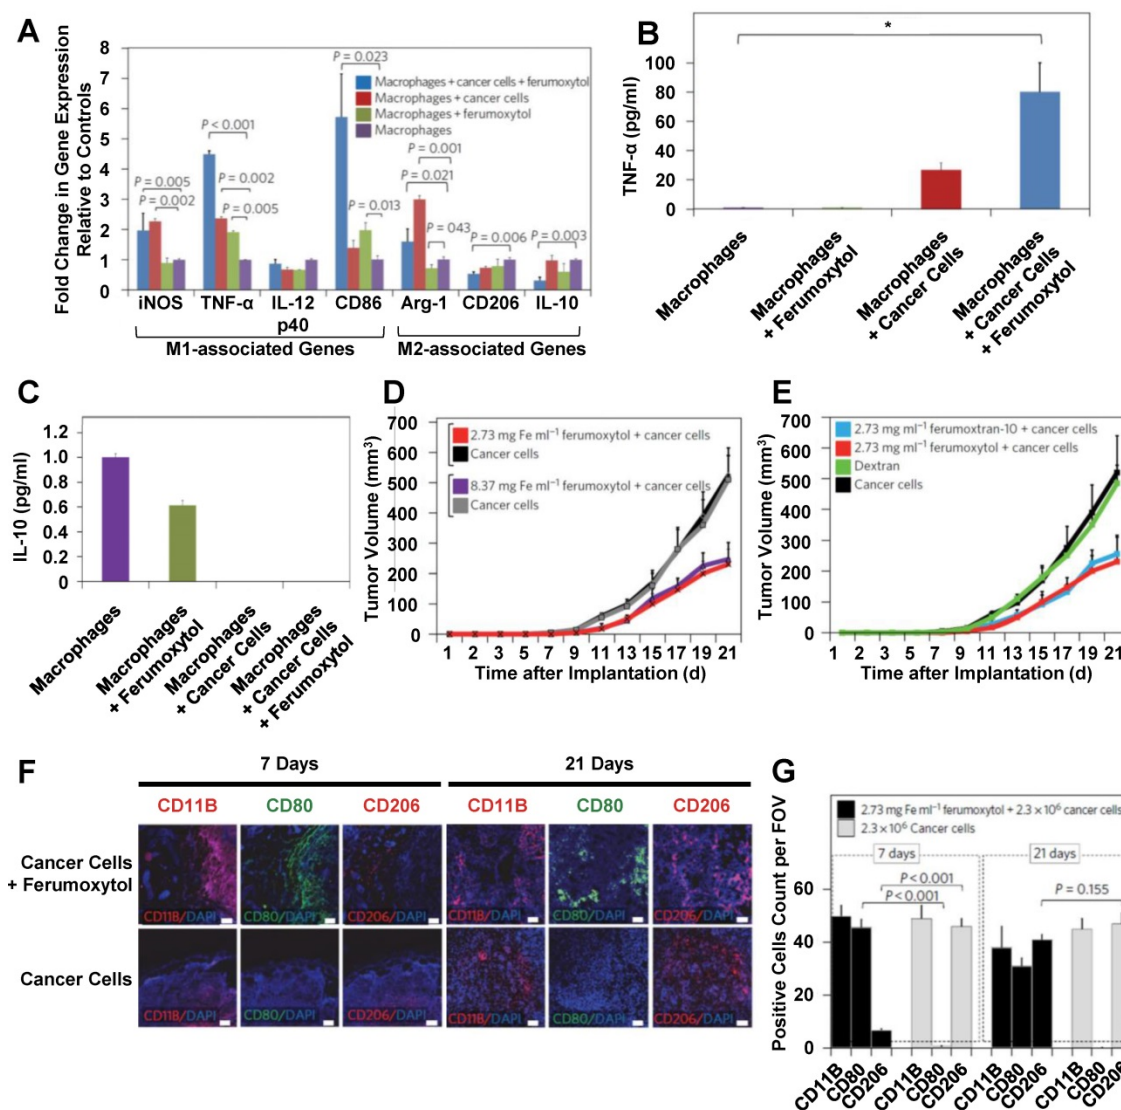 A
Fold Change in Gene Expression
Relative to Controls
8
7
6
5
4
3
2
1
0
P = 0.023
Macrophages + cancer cells + ferumoxytol
Macrophages + cancer cells
Macrophages + ferumoxytol
Macrophages
P < 0.001
P = 0.005
P = 0.002
P = 0.002
P = 0.005
P = 0.013
P = 0.001
P = 0.021
P = 043
P = 0.006
P = 0.003
iNOS TNF-α IL-12 CD86 Arg-1 CD206 IL-10
p40
M1-associated Genes
M2-associated Genes
B
*
TNF-α (pg/ml)
100
80
60
40
20
0
Macrophages
Macrophages
+ Ferumoxytol
Macrophages
+ Cancer Cells
Macrophages
+ Cancer Cells
+ Ferumoxytol
C
IL-10 (pg/ml)
1.2
1.0
0.8
0.6
0.4
0.2
0
Macrophages
Macrophages
+ Ferumoxytol
Macrophages
+ Cancer Cells
Macrophages
+ Cancer Cells
+ Ferumoxytol
D
Tumor Volume (mm³)
700
600
500
400
300
200
100
0
2.73 mg Fe ml⁻¹ ferumoxytol + cancer cells
Cancer cells
8.37 mg Fe ml⁻¹ ferumoxytol + cancer cells
Cancer cells
1 3 5 7 9 11 13 15 17 19 21
Time after Implantation (d)
E
Tumor Volume (mm³)
700
600
500
400
300
200
100
0
2.73 mg ml⁻¹ ferumoxtran-10 + cancer cells
2.73 mg ml⁻¹ ferumoxytol + cancer cells
Dextran
Cancer cells
1 3 5 7 9 11 13 15 17 19 21
Time after Implantation (d)
F
7 Days
21 Days
CD11B CD80 CD206 CD11B CD80 CD206
Cancer Cells
+ Ferumoxytol
CD11B/DAPI CD80/DAPI CD206/DAPI CD11B/DAPI CD80/DAPI CD206/DAPI
Cancer Cells
CD11B/DAPI CD80/DAPI CD206/DAPI CD11B/DAPI CD80/DAPI CD206/DAPI
G
Positive Cells Count per FOV
60
40
20
0
2.73 mg Fe ml⁻¹ ferumoxytol + 2.3 × 10⁶ cancer cells
2.3 × 10⁶ Cancer cells
7 days
21 days
P < 0.001
P < 0.001
P = 0.155
CD11B
CD80
CD206
CD11B
CD80
CD206
CD11B
CD80
CD206
CD11B
CD80
CD206